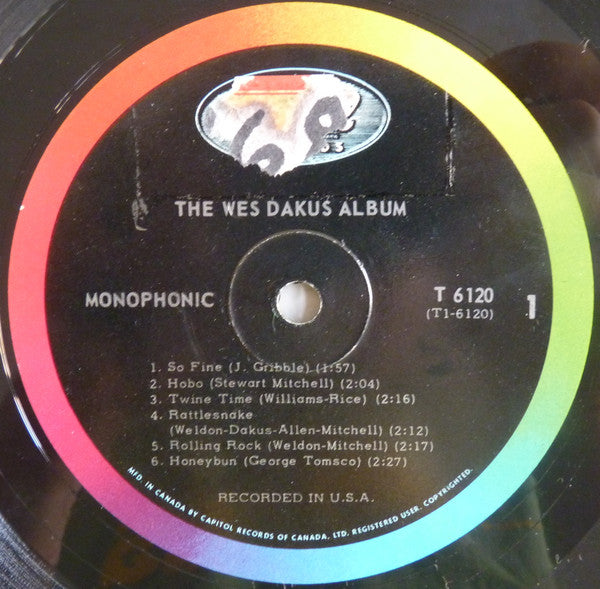 THE WES DAKUS ALBUM
MONOPHONIC
T 6120
(T1-6120)
1
1. So Fine (J. Gribble) (1:57)
2. Hobo (Stewart Mitchell) (2:04)
3. Twine Time (Williams-Rice) (2:16)
4. Rattlesnake
(Weldon-Dakus-Allen-Mitchell) (2:12)
5. Rolling Rock (Weldon-Mitchell) (2:17)
6. Honeybun (George Tomsco) (2:27)
RECORDED IN U.S.A.
MFD. IN CANADA BY CAPITOL RECORDS OF CANADA, LTD. REGISTERED USER. COPYRIGHTED.